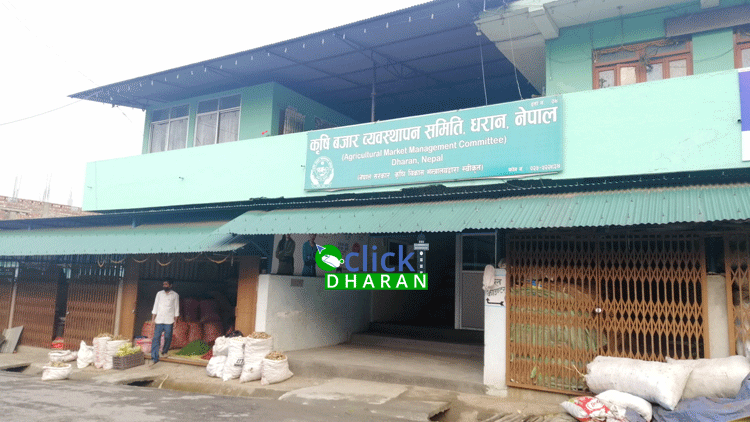 कृषि बजार व्यवस्थापन समिति, धरान, नेपाल
(Agricultural Market Management Committee)
Dharan, Nepal
click
DHARAN